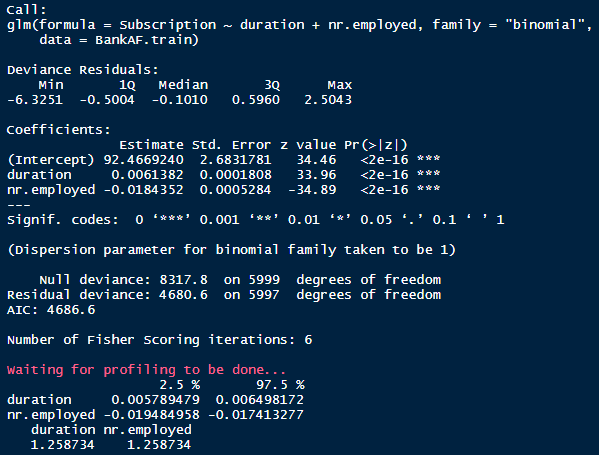 Call:
glm(formula = Subscription ~ duration + nr.employed, family = "binomial",
    data = BankAF.train)
Deviance Residuals:
    Min       1Q   Median       3Q      Max
-6.3251  -0.5004  -0.1010   0.5960   2.5043
Coefficients:
              Estimate Std. Error z value Pr(>|z|)
(Intercept) 92.4669240  2.6831781   34.46   <2e-16 ***
duration     0.0061382  0.0001808   33.96   <2e-16 ***
nr.employed -0.0184352  0.0005284  -34.89   <2e-16 ***
---
Signif. codes:  0 ‘***’ 0.001 ‘**’ 0.01 ‘*’ 0.05 ‘.’ 0.1 ‘ ’ 1
(Dispersion parameter for binomial family taken to be 1)
    Null deviance: 8317.8  on 5999  degrees of freedom
Residual deviance: 4680.6  on 5997  degrees of freedom
AIC: 4686.6
Number of Fisher Scoring iterations: 6
Waiting for profiling to be done...
                   2.5 %       97.5 %
duration     0.005789479  0.006498172
nr.employed -0.019484958 -0.017413277
   duration nr.employed
   1.258734    1.258734